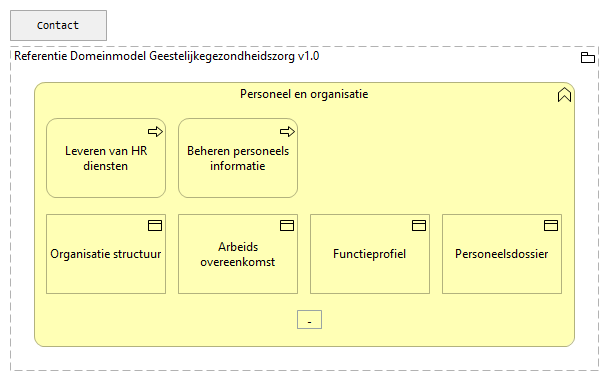 Contact
Referentie Domeinmodel Geestelijkegezondheidszorg v1.0
Personeel en organisatie
Leveren van HR
diensten
Beheren personeels
informatie
Organisatie structuur
Arbeids
overeenkomst
Functieprofiel
Personeelsdossier
-